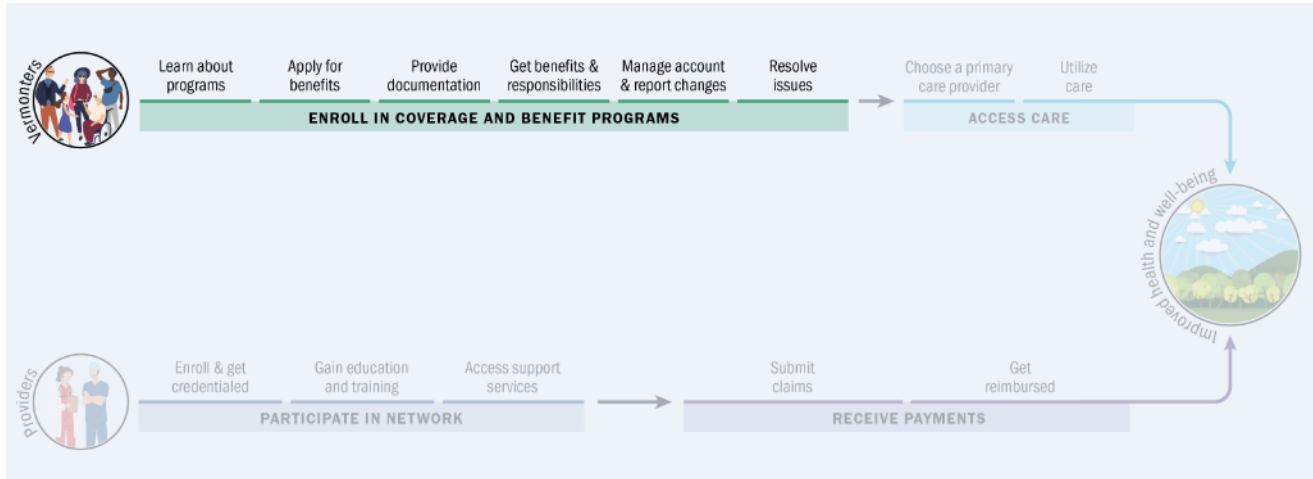 Vermonters
Learn about
programs
Apply for
benefits
Provide
documentation
Get benefits &
responsibilities
Manage account
& report changes
Resolve
issues
ENROLL IN COVERAGE AND BENEFIT PROGRAMS
Choose a primary
care provider
Utilize
care
ACCESS CARE
Improved health and well-being
Providers
Enroll & get
credentialed
Gain education
and training
Access support
services
PARTICIPATE IN NETWORK
Submit
claims
Get
reimbursed
RECEIVE PAYMENTS